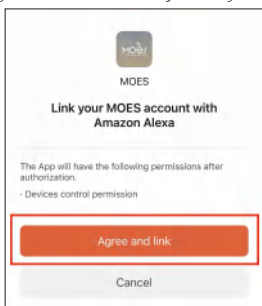 MOES
MOES
Link your MOES account with
Amazon Alexa
The App will have the following permissions after
authorization.
- Devices control permission
Agree and link
Cancel